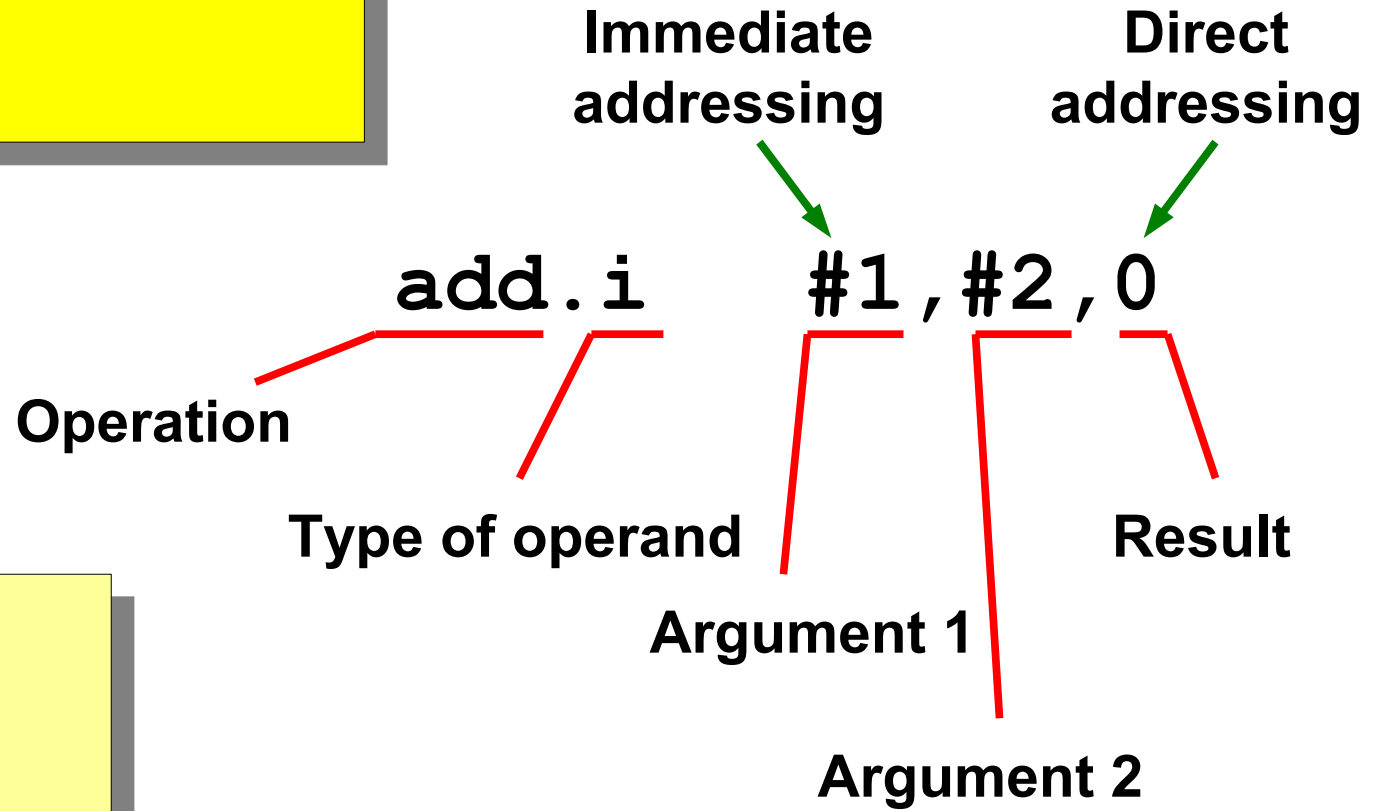 Immediate
addressing
Direct
addressing
add.i #1,#2,0
Operation
Type of operand
Result
Argument 1
Argument 2